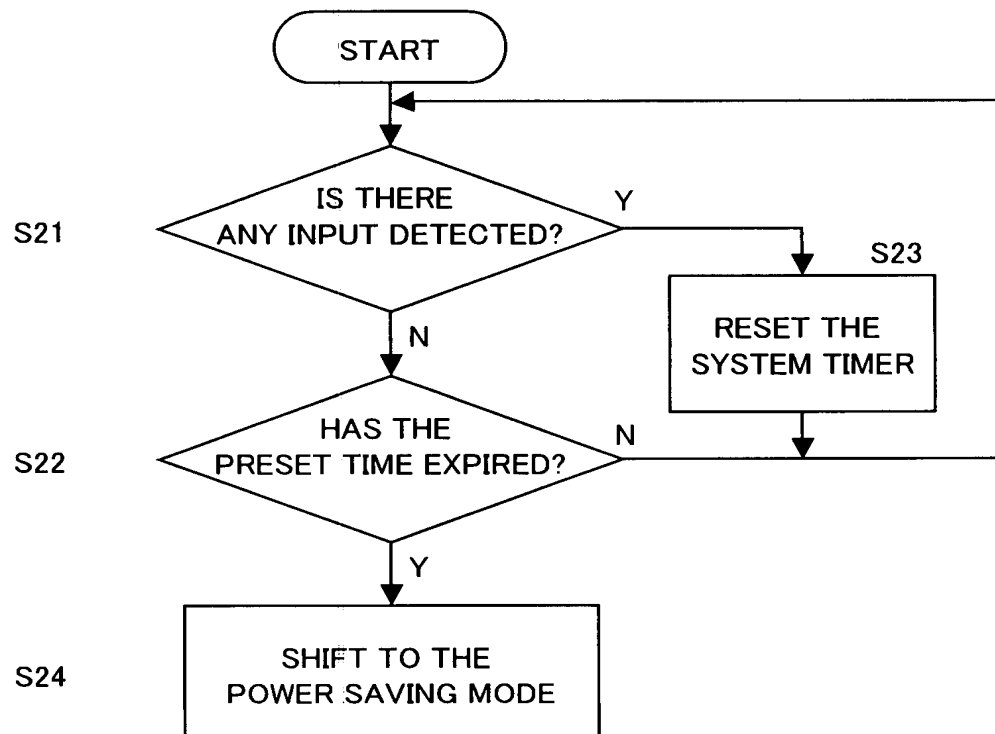 START
IS THERE
ANY INPUT DETECTED?
Y
S21
S23
RESET THE
SYSTEM TIMER
N
HAS THE
PRESET TIME EXPIRED?
N
S22
Y
SHIFT TO THE
POWER SAVING MODE
S24